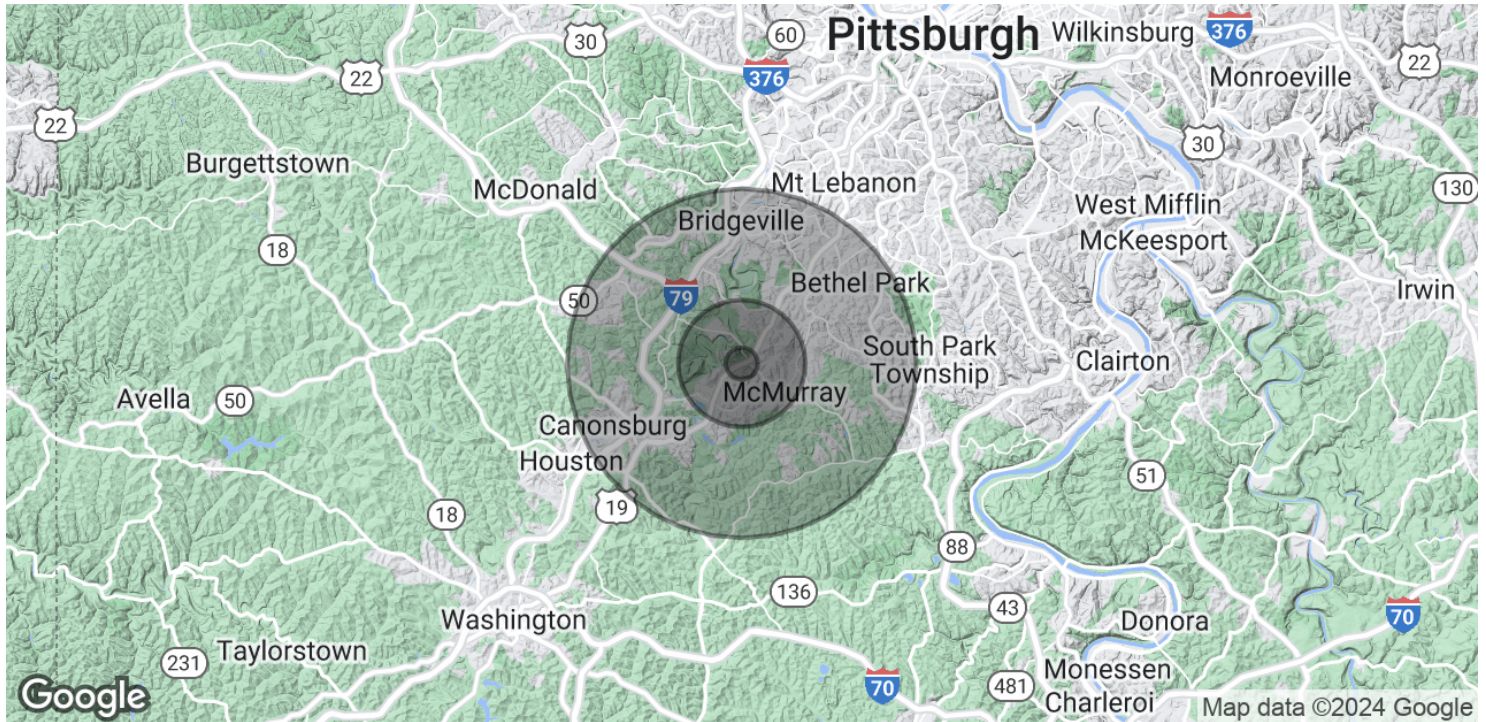 Pittsburgh
Wilkinsburg
376
30
60
22
376
22
Monroeville
22
30
Burgettstown
McDonald
Mt Lebanon
130
West Mifflin
Bridgeville
McKeesport
18
Bethel Park
79
50
Irwin
South Park
Township
Clairton
McMurray
Avella
50
Canonsburg
Houston
51
19
18
88
136
43
70
Washington
Donora
Taylorstown
231
Monessen
70
481
Charleroi
Google
Map data ©2024 Google